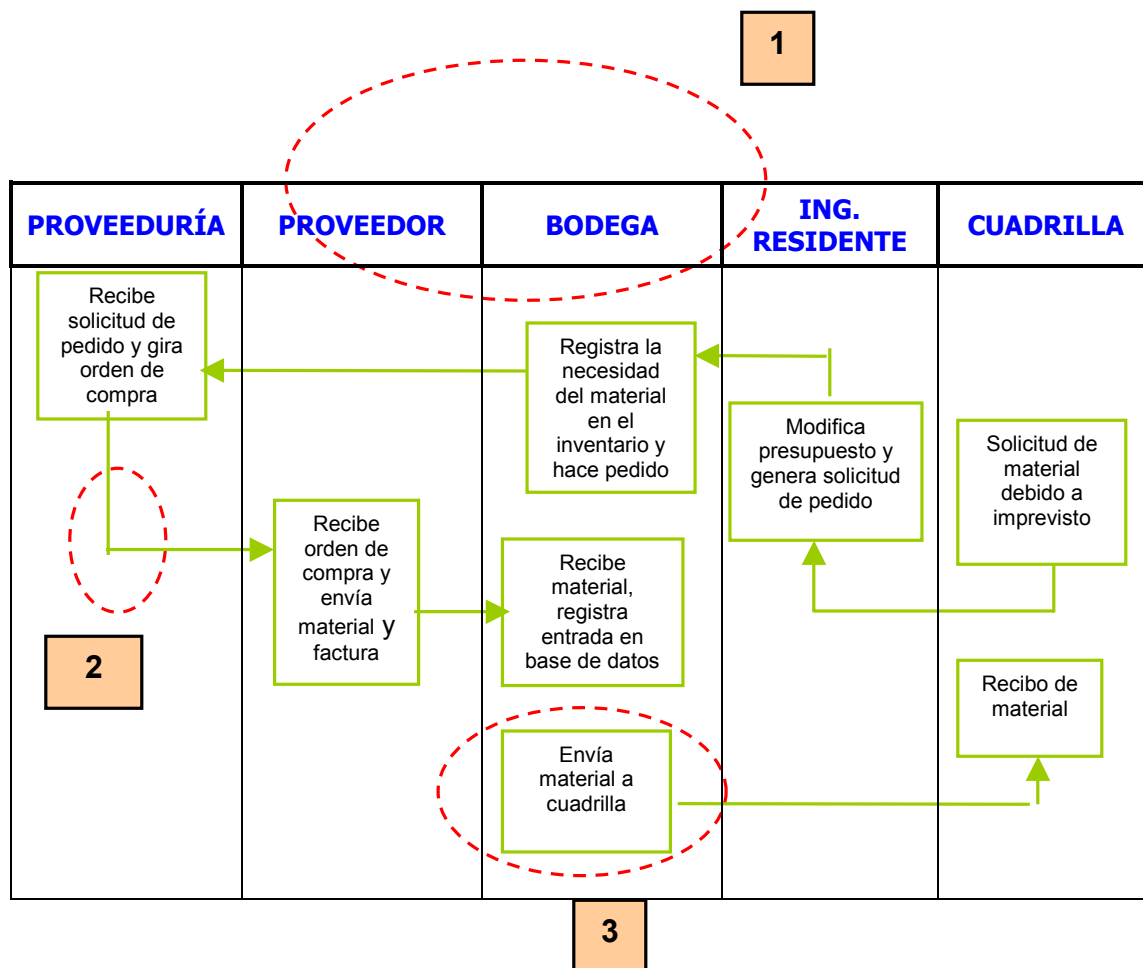 1
PROVEEDURÍA
PROVEEDOR
BODEGA
ING.
RESIDENTE
CUADRILLA
Recibe
solicitud de
pedido y gira
orden de
compra
Registra la
necesidad
del material
en el
inventario y
hace pedido
Modifica
presupuesto y
genera solicitud
de pedido
Solicitud de
material
debido a
imprevisto
Recibe
orden de
compra y
envía
material y
factura
Recibe
material,
registra
entrada en
base de datos
2
Recibo de
material
Envía
material a
cuadrilla
3